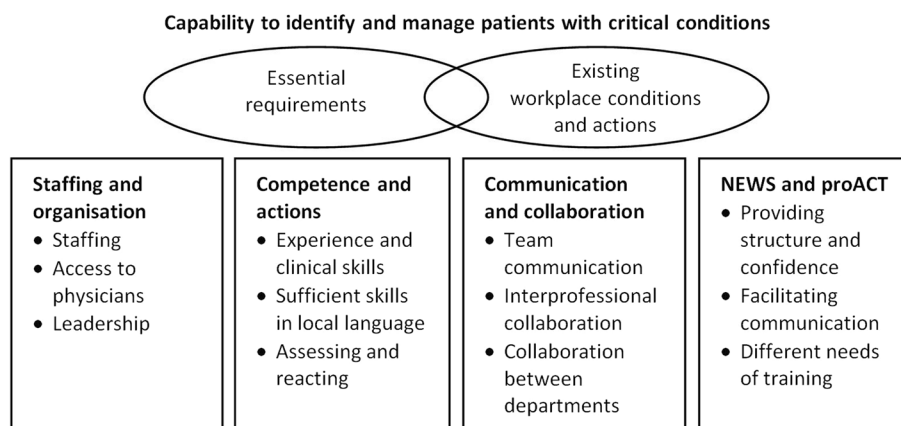 Capability to identify and manage patients with critical conditions
Essential
requirements
Existing
workplace conditions
and actions
Staffing and
organisation
• Staffing
• Access to
physicians
• Leadership
Competence and
actions
• Experience and
clinical skills
• Sufficient skills
in local language
• Assessing and
reacting
Communication
and collaboration
• Team
communication
• Interprofessional
collaboration
• Collaboration
between
departments
NEWS and proACT
• Providing
structure and
confidence
• Facilitating
communication
• Different needs
of training